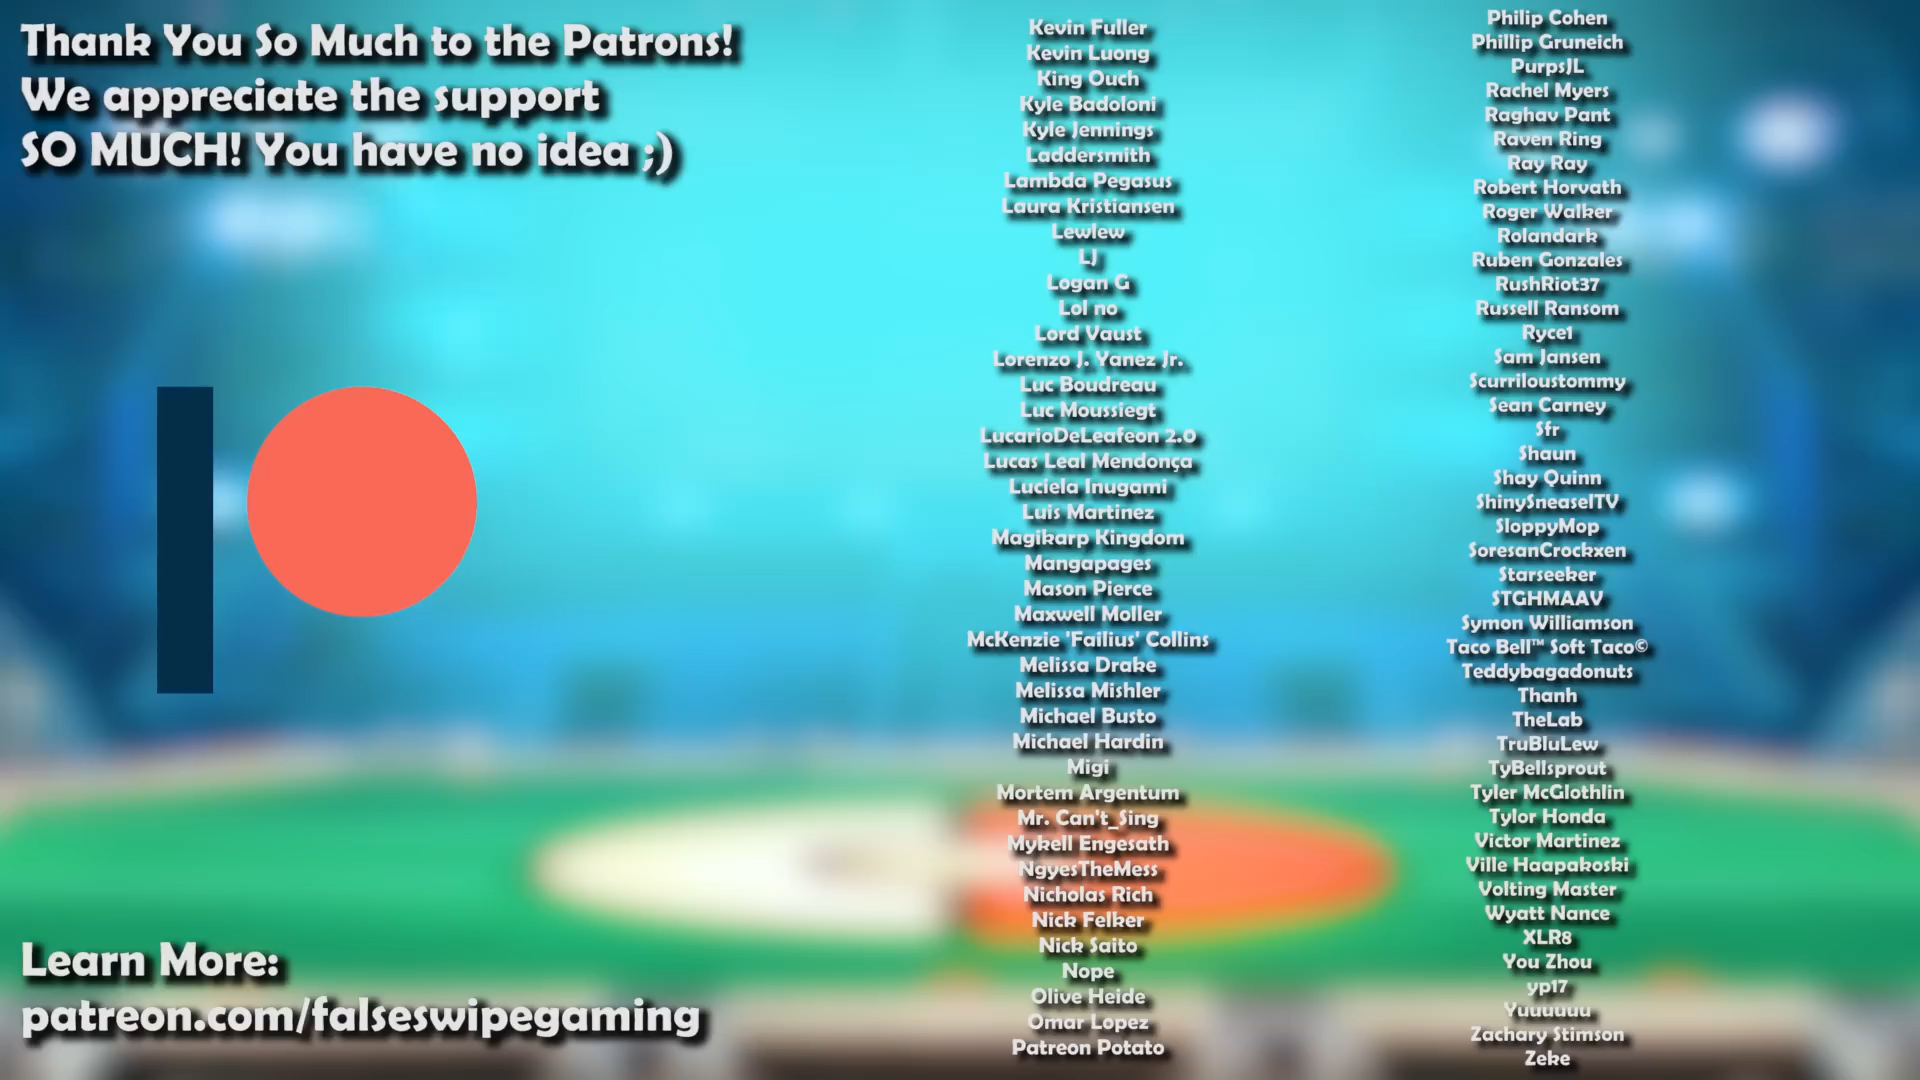 Thank You So Much to the Patrons!
We appreciate the support
SO MUCH! You have no idea ;)
Learn More:
patreon.com/falseswipegaming
Kevin Fuller
Kevin Luong
King Ouch
Kyle Badoloni
Kyle Jennings
Laddersmith
Lambda Pegasus
Laura Kristiansen
Lewlew
LJ
Logan G
Lol no
Lord Vaust
Lorenzo J. Yanez Jr.
Luc Boudreau
Luc Moussiegt
LucarioDeLeafeon 2.0
Lucas Leal Mendonça
Luciela Inugami
Luis Martinez
Magikarp Kingdom
Mangapages
Mason Pierce
Maxwell Moller
McKenzie 'Failius' Collins
Melissa Drake
Melissa Mishler
Michael Busto
Michael Hardin
Migi
Mortem Argentum
Mr. Can't_Sing
Mykell Engesath
NgyesTheMess
Nicholas Rich
Nick Felker
Nick Saito
Nope
Olive Heide
Omar Lopez
Patreon Potato
Philip Cohen
Phillip Gruneich
PurpsJL
Rachel Myers
Raghav Pant
Raven Ring
Ray Ray
Robert Horvath
Roger Walker
Rolandark
Ruben Gonzales
RushRiot37
Russell Ransom
Ryce1
Sam Jansen
Scurriloustommy
Sean Carney
Sfr
Shaun
Shay Quinn
ShinySneaselTV
SloppyMop
SoresanCrockxen
Starseeker
STGHMAAV
Symon Williamson
Taco Bell™ Soft Taco©
Teddybagadonuts
Thanh
TheLab
TruBluLew
TyBellsprout
Tyler McGlothlin
Tylor Honda
Victor Martinez
Ville Haapakoski
Volting Master
Wyatt Nance
XLR8
You Zhou
yp17
Yuuuuuu
Zachary Stimson
Zeke